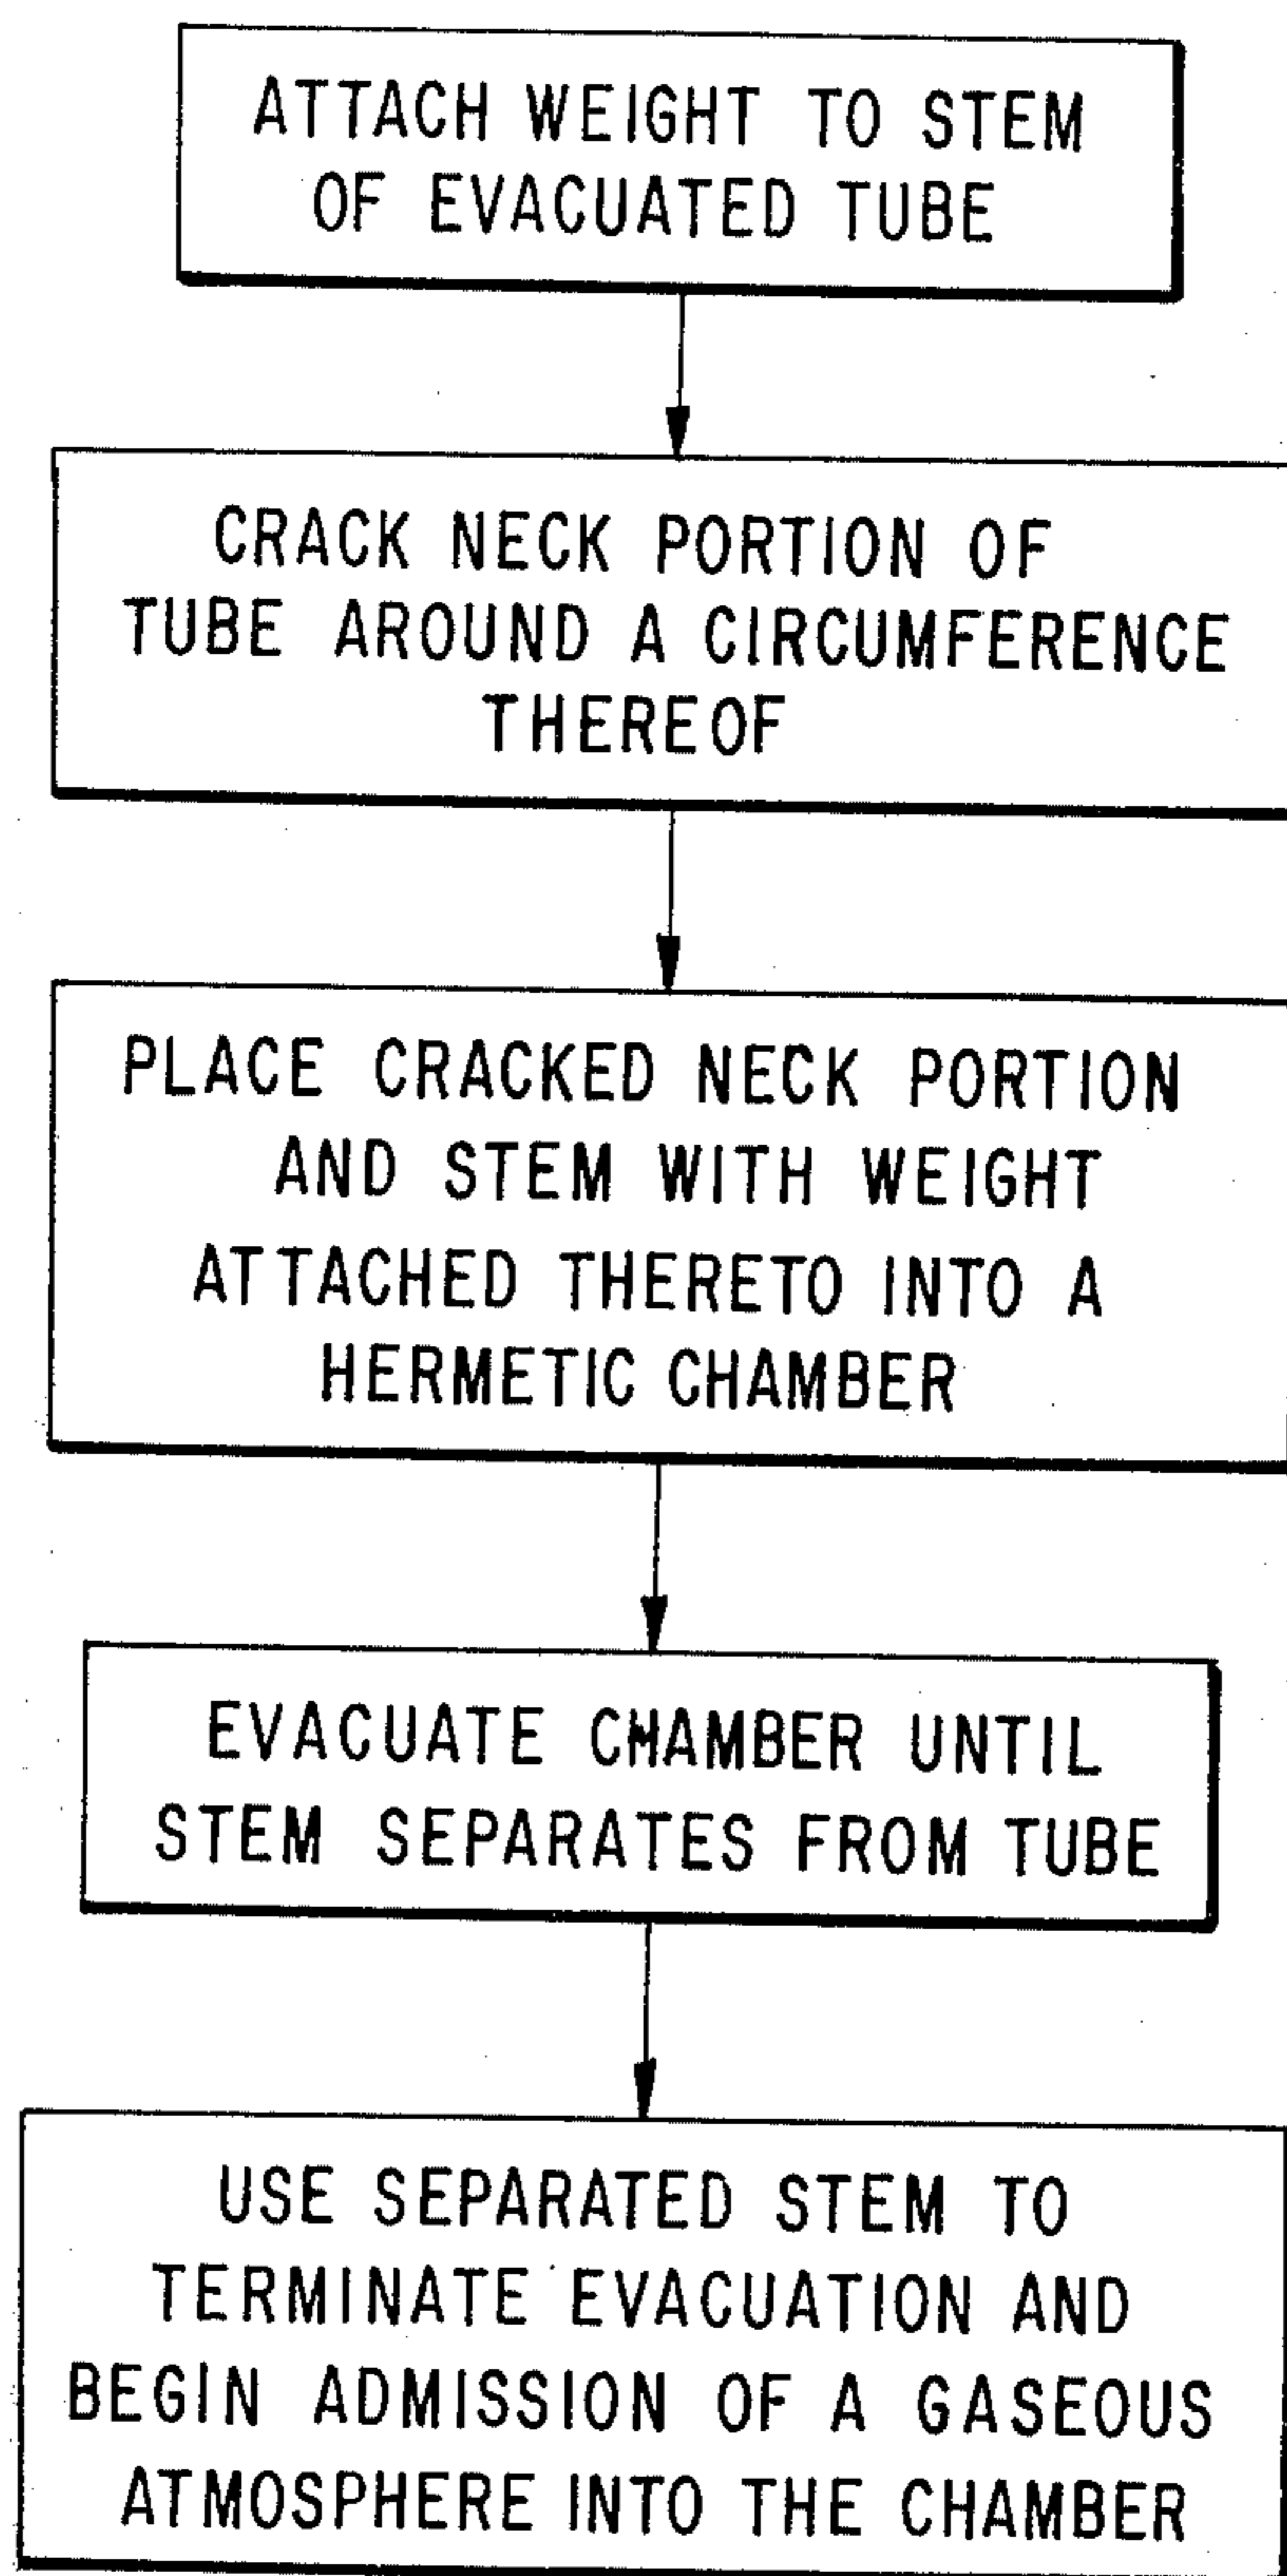 ATTACH WEIGHT TO STEM
OF EVACUATED TUBE
CRACK NECK PORTION OF
TUBE AROUND A CIRCUMFERENCE
THEREOF
PLACE CRACKED NECK PORTION
AND STEM WITH WEIGHT
ATTACHED THERETO INTO A
HERMETIC CHAMBER
EVACUATE CHAMBER UNTIL
STEM SEPARATES FROM TUBE
USE SEPARATED STEM TO
TERMINATE EVACUATION AND
BEGIN ADMISSION OF A GASEOUS
ATMOSPHERE INTO THE CHAMBER